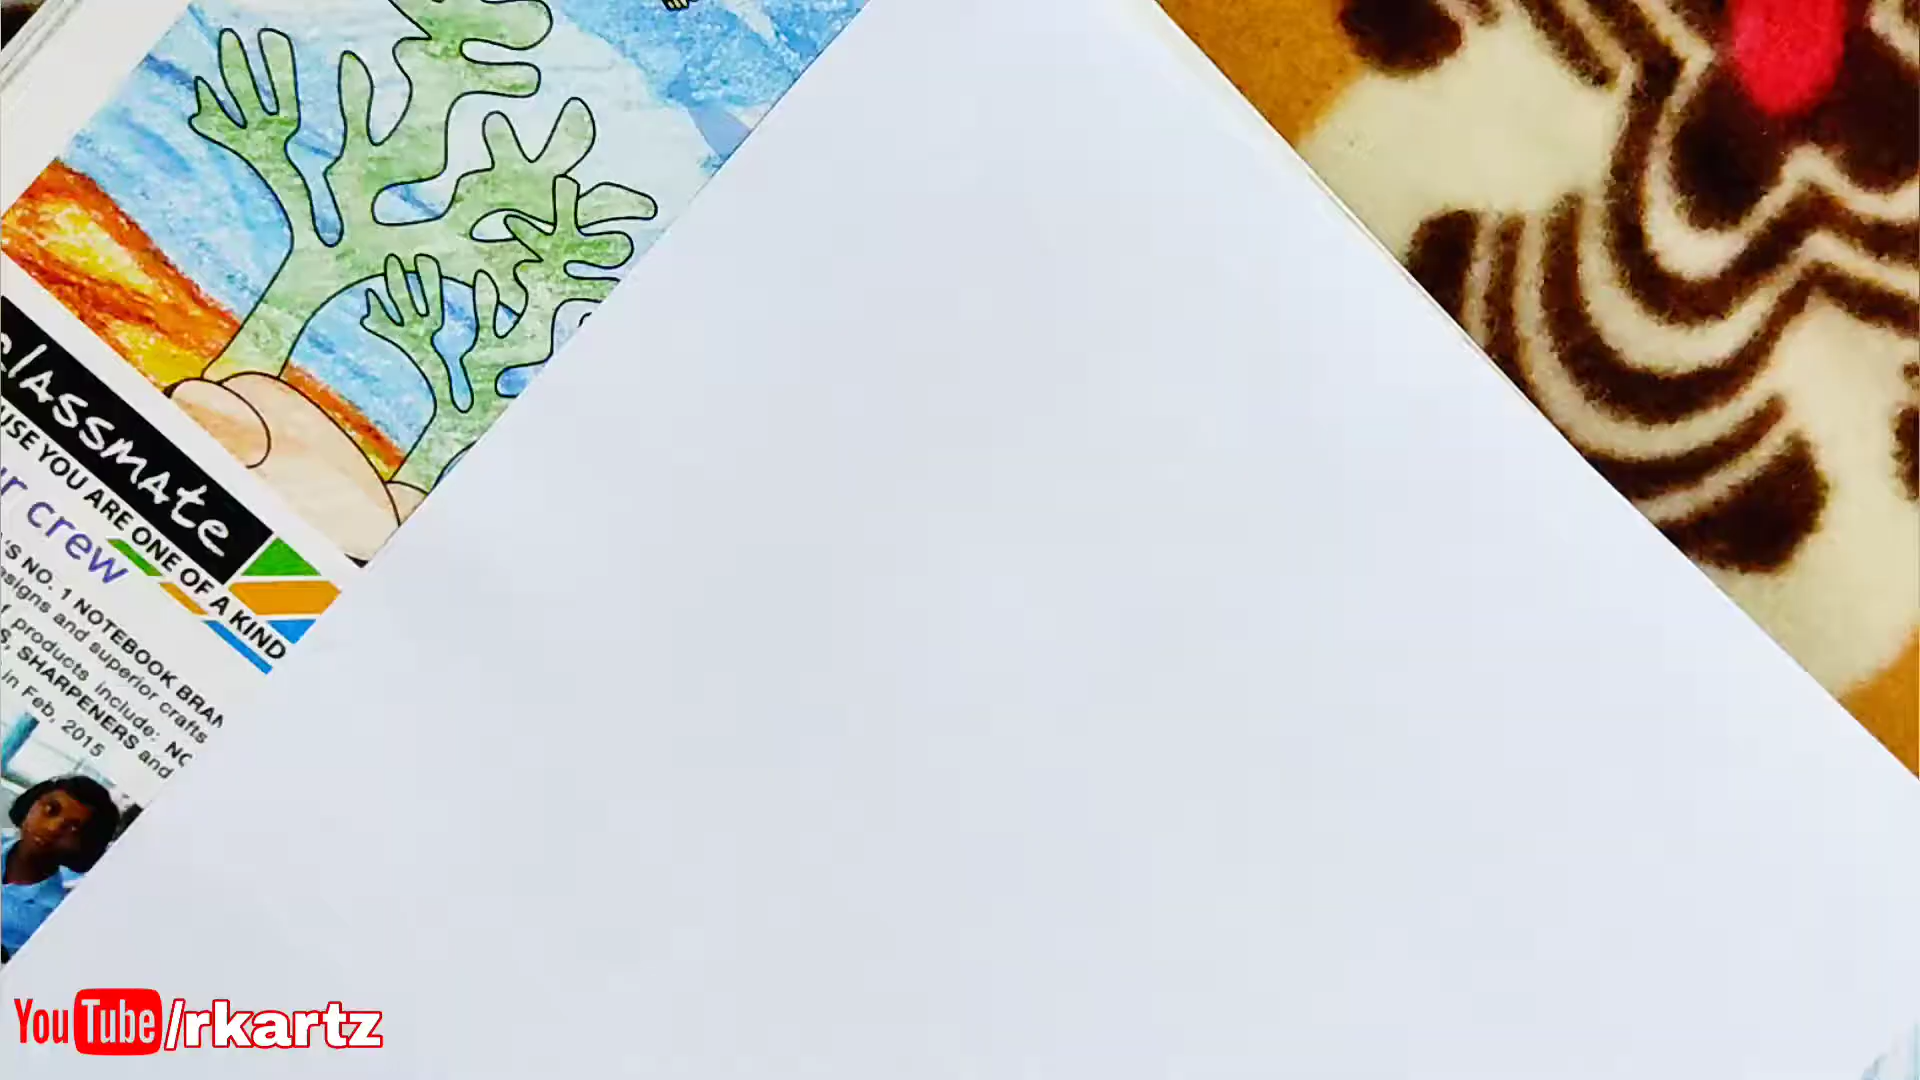 classmate
USE YOU ARE ONE OF A KIND
r crew
'S NO. 1 NOTEBOOK BRAN
signs and superior crafts
f products include: NO
S, SHARPENERS and
in Feb, 2015
YouTube/rkartz